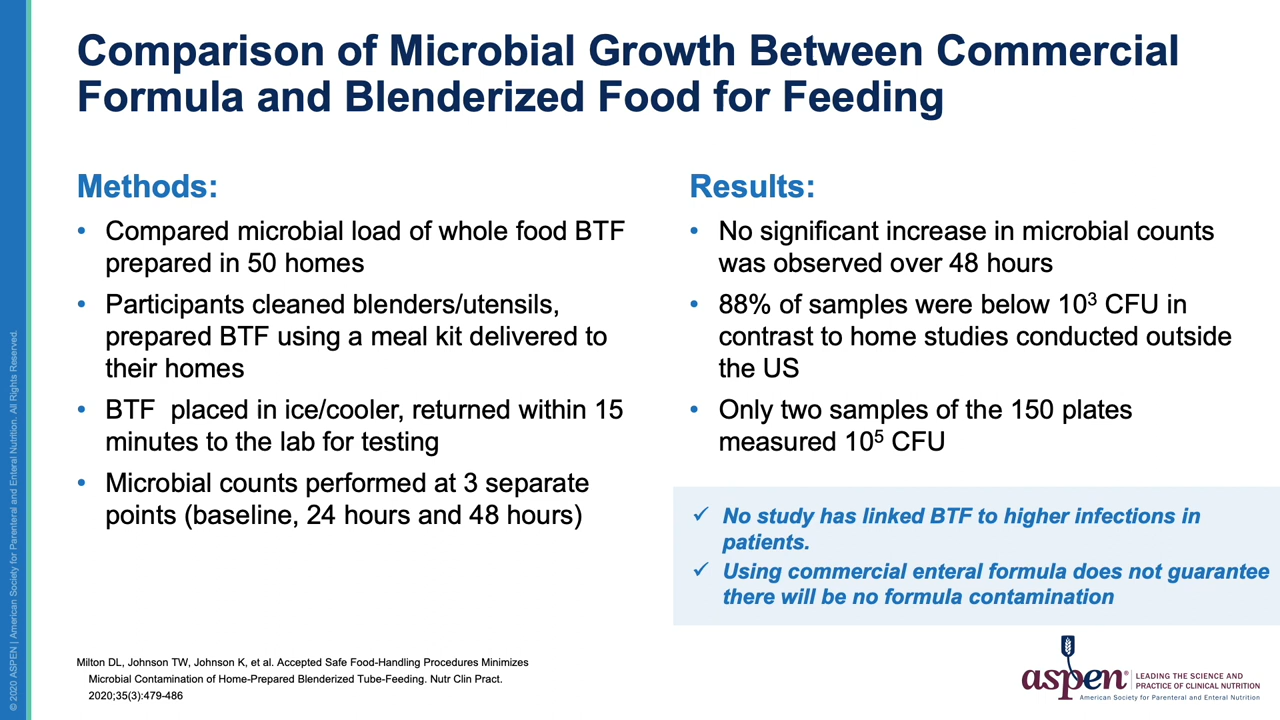 Comparison of Microbial Growth Between Commercial
Formula and Blenderized Food for Feeding
Methods:
• Compared microbial load of whole food BTF
prepared in 50 homes
• Participants cleaned blenders/utensils,
prepared BTF using a meal kit delivered to
their homes
• BTF placed in ice/cooler, returned within 15
minutes to the lab for testing
• Microbial counts performed at 3 separate
points (baseline, 24 hours and 48 hours)
Results:
• No significant increase in microbial counts
was observed over 48 hours
• 88% of samples were below 10³ CFU in
contrast to home studies conducted outside
the US
• Only two samples of the 150 plates
measured 10⁵ CFU
✓ No study has linked BTF to higher infections in
patients.
✓ Using commercial enteral formula does not guarantee
there will be no formula contamination
Milton DL, Johnson TW, Johnson K, et al. Accepted Safe Food-Handling Procedures Minimizes
Microbial Contamination of Home-Prepared Blenderized Tube-Feeding. Nutr Clin Pract.
2020;35(3):479-486
aspen®
LEADING THE SCIENCE AND
PRACTICE OF CLINICAL NUTRITION
American Society for Parenteral and Enteral Nutrition
© 2020 ASPEN | American Society for Parenteral and Enteral Nutrition. All Rights Reserved.